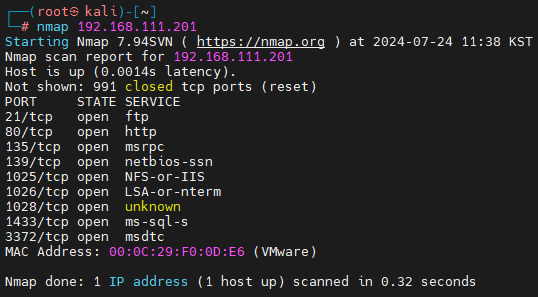 ┌──(root㉿kali)-[~]
└─# nmap 192.168.111.201
Starting Nmap 7.94SVN ( https://nmap.org ) at 2024-07-24 11:38 KST
Nmap scan report for 192.168.111.201
Host is up (0.0014s latency).
Not shown: 991 closed tcp ports (reset)
PORT     STATE SERVICE
21/tcp   open  ftp
80/tcp   open  http
135/tcp  open  msrpc
139/tcp  open  netbios-ssn
1025/tcp open  NFS-or-IIS
1026/tcp open  LSA-or-nterm
1028/tcp open  unknown
1433/tcp open  ms-sql-s
3372/tcp open  msdtc
MAC Address: 00:0C:29:F0:0D:E6 (VMware)
Nmap done: 1 IP address (1 host up) scanned in 0.32 seconds